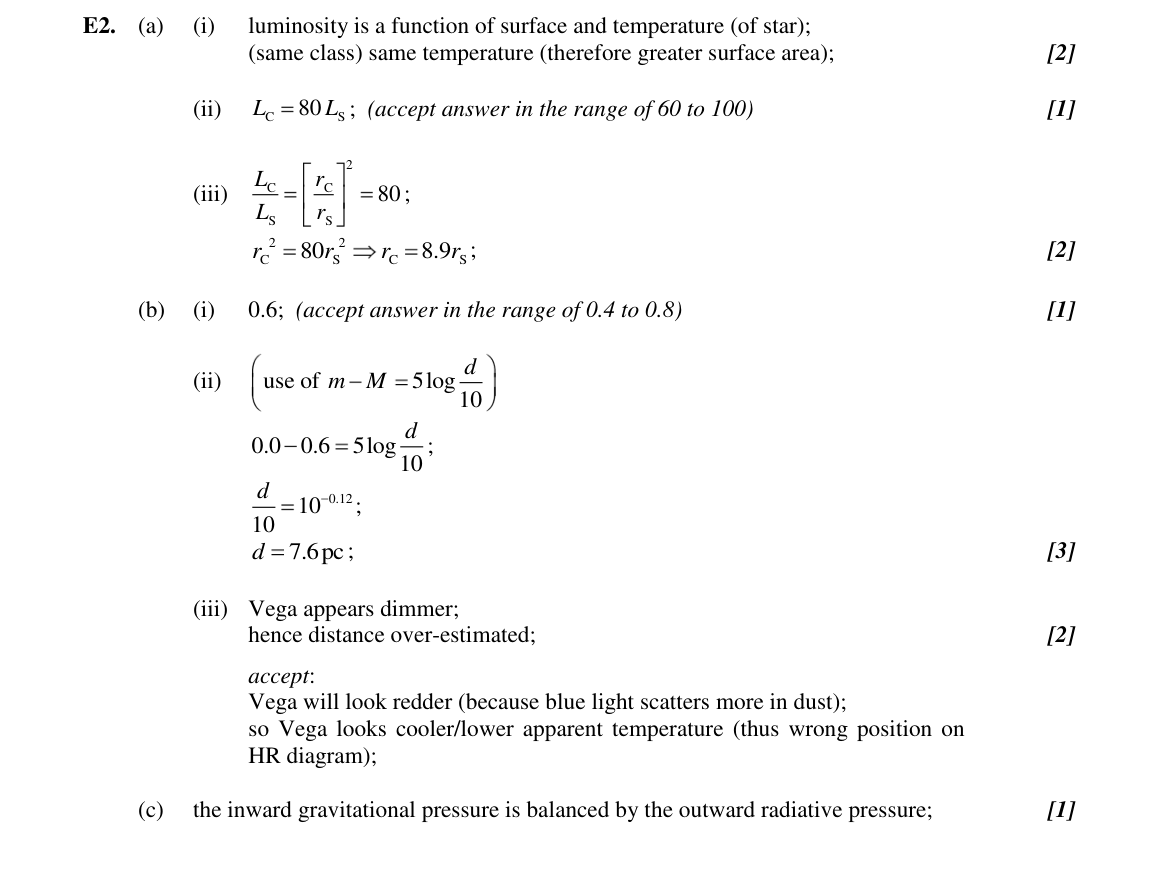 E2. (a) (i) luminosity is a function of surface and temperature (of star);
(same class) same temperature (therefore greater surface area); [2]
(ii) L_C = 80 L_S ; (accept answer in the range of 60 to 100) [1]
(iii) L_C / L_S = [r_C / r_S]^2 = 80 ;
r_C^2 = 80r_S^2 ⇒ r_C = 8.9r_S ; [2]
(b) (i) 0.6; (accept answer in the range of 0.4 to 0.8) [1]
(ii) (use of m − M = 5 log d/10)
0.0 − 0.6 = 5 log d/10 ;
d/10 = 10^−0.12 ;
d = 7.6 pc ; [3]
(iii) Vega appears dimmer;
hence distance over-estimated; [2]
accept:
Vega will look redder (because blue light scatters more in dust);
so Vega looks cooler/lower apparent temperature (thus wrong position on
HR diagram);
(c) the inward gravitational pressure is balanced by the outward radiative pressure; [1]